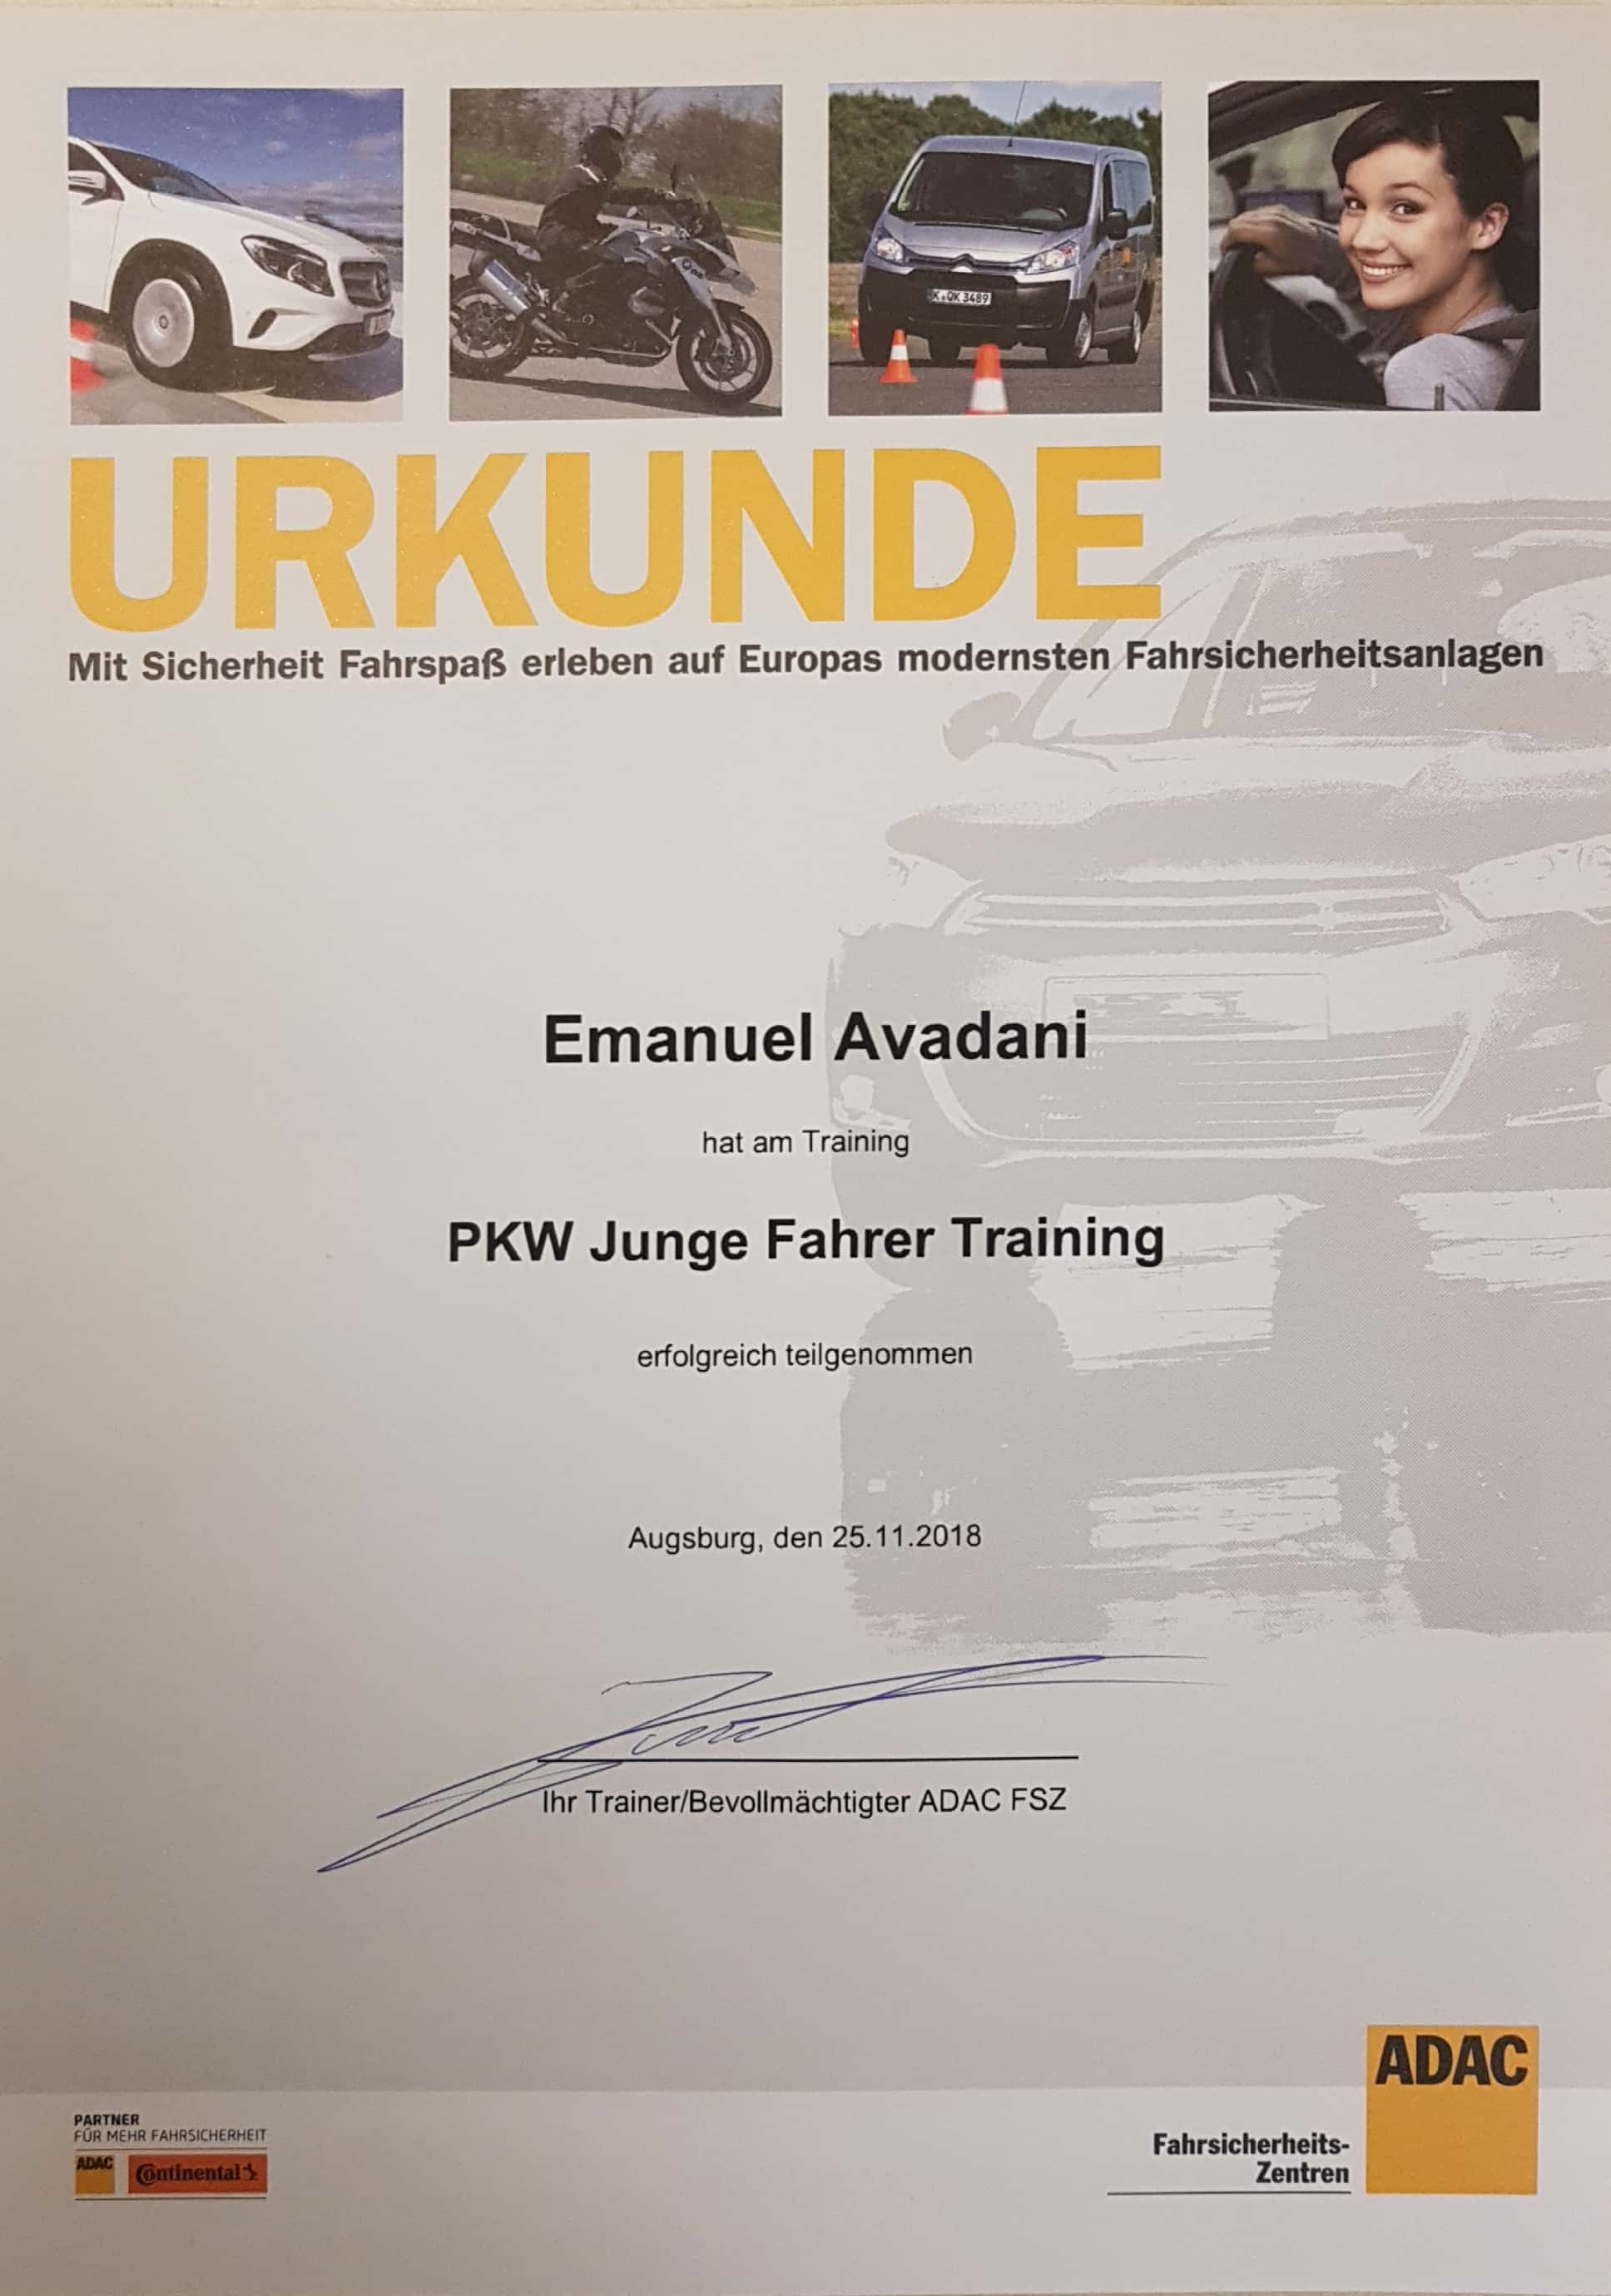 K QK 3489
URKUNDE
Mit Sicherheit Fahrspaß erleben auf Europas modernsten Fahrsicherheitsanlagen
Emanuel Avadani
hat am Training
PKW Junge Fahrer Training
erfolgreich teilgenommen
Augsburg, den 25.11.2018
Ihr Trainer/Bevollmächtigter ADAC FSZ
ADAC
Fahrsicherheits-
Zentren
PARTNER
FÜR MEHR FAHRSICHERHEIT
ADAC Continental